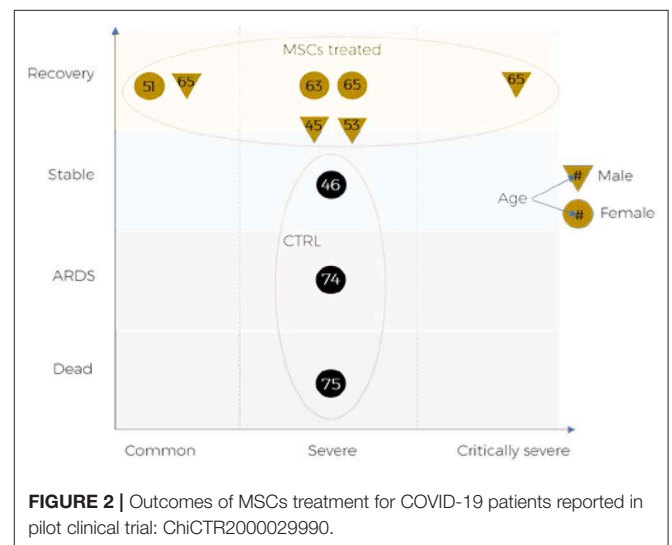 MSCs treated
Recovery
51 65 63 65 65
45 53
Stable
46
# Male
Age
# Female
CTRL
ARDS
74
Dead
75
Common Severe Critically severe
FIGURE 2 | Outcomes of MSCs treatment for COVID-19 patients reported in
pilot clinical trial: ChiCTR2000029990.